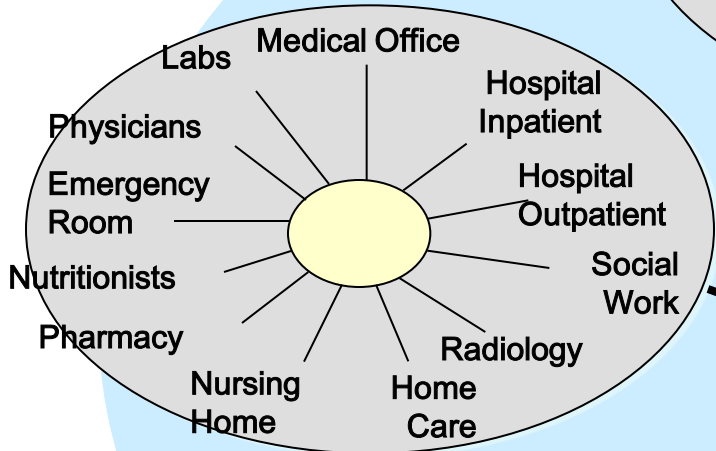 Medical Office
Labs
Hospital
Inpatient
Physicians
Hospital
Outpatient
Emergency
Room
Social
Work
Nutritionists
Pharmacy
Radiology
Nursing
Home
Home
Care